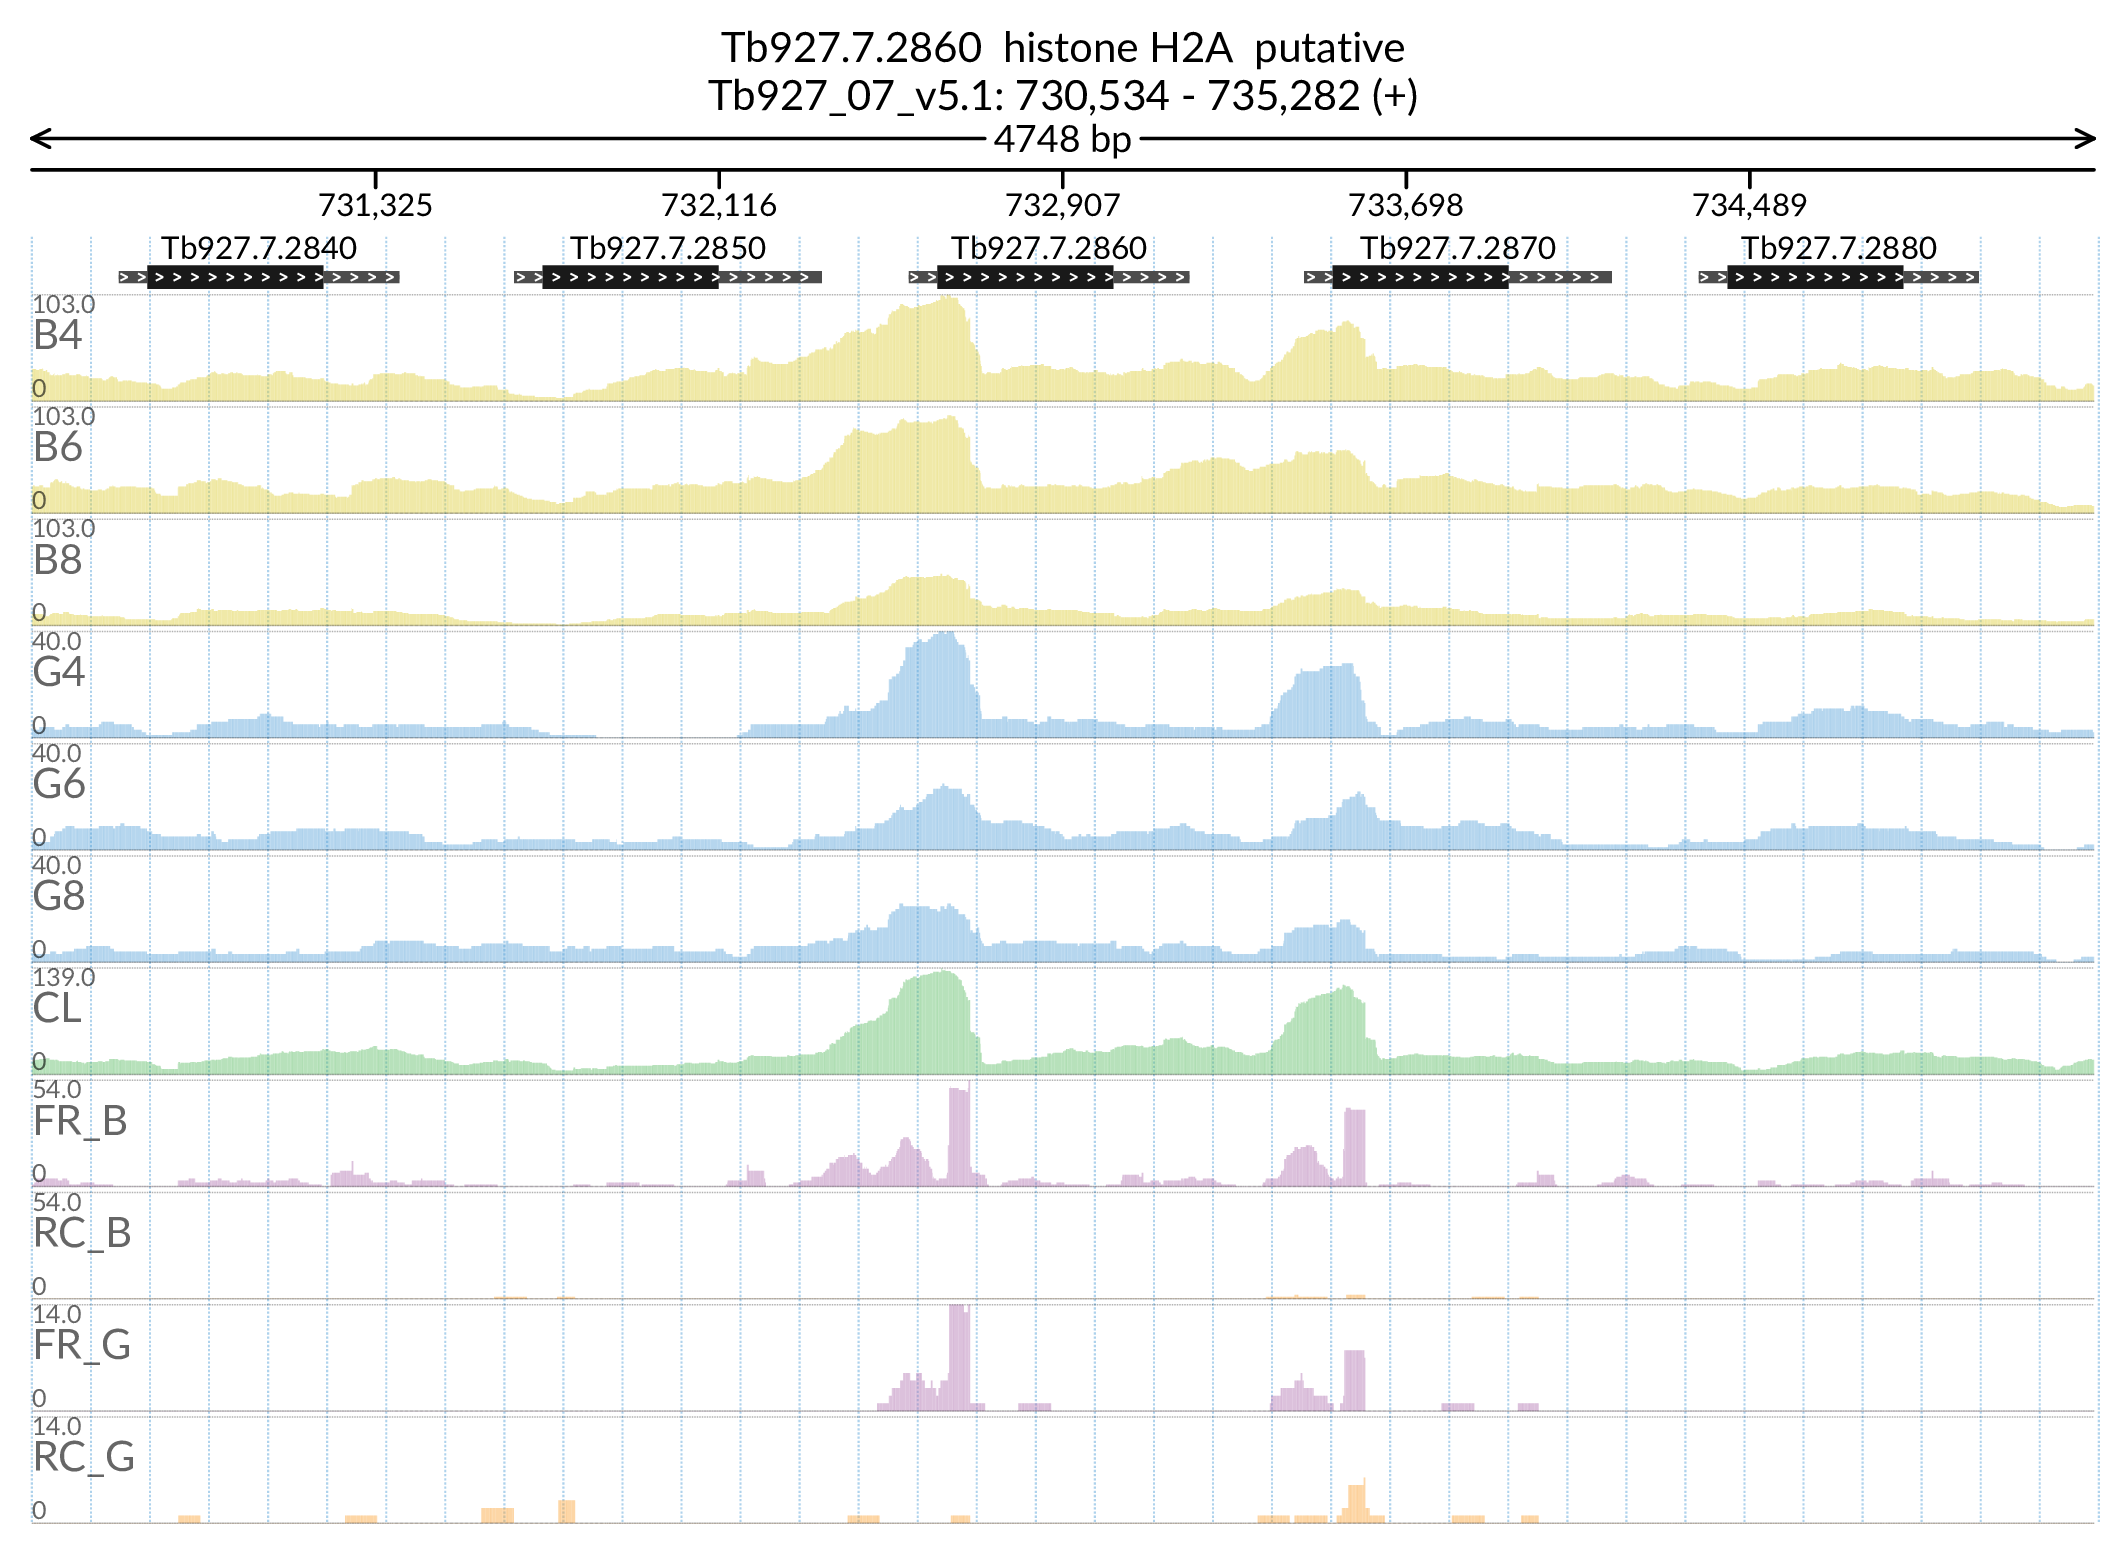 Tb927.7.2860 histone H2A putative
Tb927_07_v5.1: 730,534 - 735,282 (+)
4748 bp
731,325 732,116 732,907 733,698 734,489
Tb927.7.2840 Tb927.7.2850 Tb927.7.2860 Tb927.7.2870 Tb927.7.2880
103.0
B4
0
103.0
B6
0
103.0
B8
0
40.0
G4
0
40.0
G6
0
40.0
G8
0
139.0
CL
0
54.0
FR_B
0
54.0
RC_B
0
14.0
FR_G
0
14.0
RC_G
0